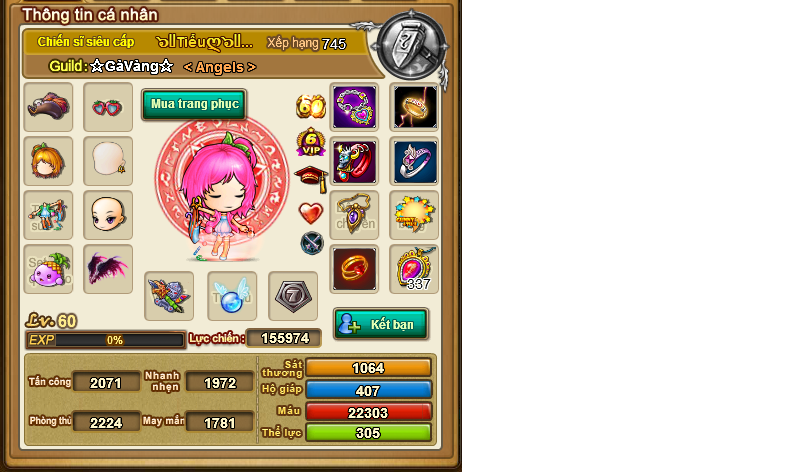 Thông tin cá nhân
Chiến sĩ siêu cấp
Xếp hạng 745
Guild: ☆GàVàng☆ < Angels >
Mua trang phục
60
6
VIP
337
7
Lv. 60
Kết bạn
EXP 0%
Lực chiến: 155974
Tấn công 2071
Nhanh nhẹn 1972
Phòng thủ 2224
May mắn 1781
Sát thương 1064
Hộ giáp 407
Máu 22303
Thể lực 305